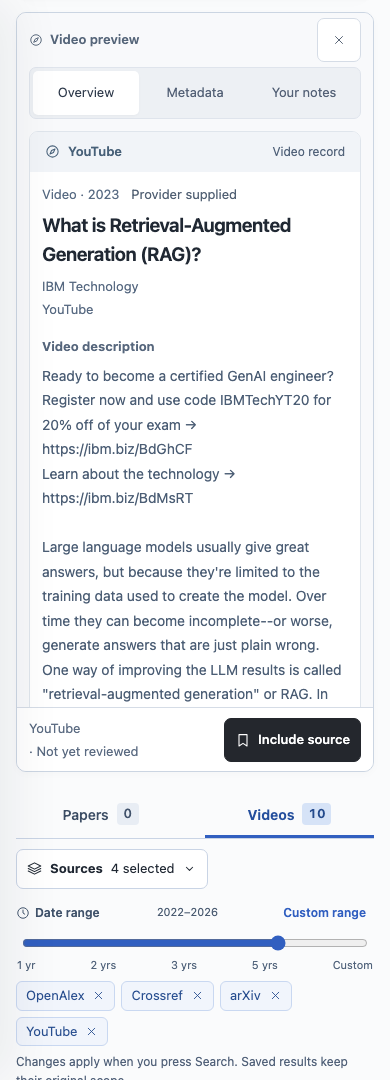 Video preview
Overview
Metadata
Your notes
YouTube
Video record
Video · 2023 Provider supplied
What is Retrieval-Augmented
Generation (RAG)?
IBM Technology
YouTube
Video description
Ready to become a certified GenAI engineer?
Register now and use code IBMTechYT20 for
20% off of your exam →
https://ibm.biz/BdGhCF
Learn about the technology →
https://ibm.biz/BdMsRT
Large language models usually give great
answers, but because they're limited to the
training data used to create the model. Over
time they can become incomplete--or worse,
generate answers that are just plain wrong.
One way of improving the LLM results is called
"retrieval-augmented generation" or RAG. In
YouTube
· Not yet reviewed
Include source
Papers 0
Videos 10
Sources 4 selected
Date range
2022–2026
Custom range
1 yr
2 yrs
3 yrs
5 yrs
Custom
OpenAlex ×
Crossref ×
arXiv ×
YouTube ×
Changes apply when you press Search. Saved results keep
their original scope.